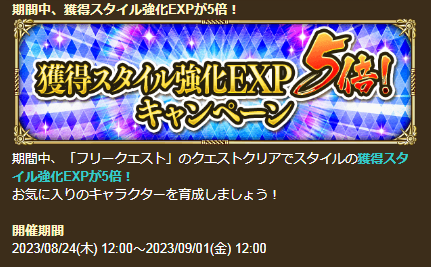 期間中、獲得スタイル強化EXPが5倍！
獲得スタイル強化EXP 5倍!
キャンペーン
期間中、「フリークエスト」のクエストクリアでスタイルの獲得スタ
イル強化EXPが5倍！
お気に入りのキャラクターを育成しましょう！
開催期間
2023/08/24(木) 12:00～2023/09/01(金) 12:00